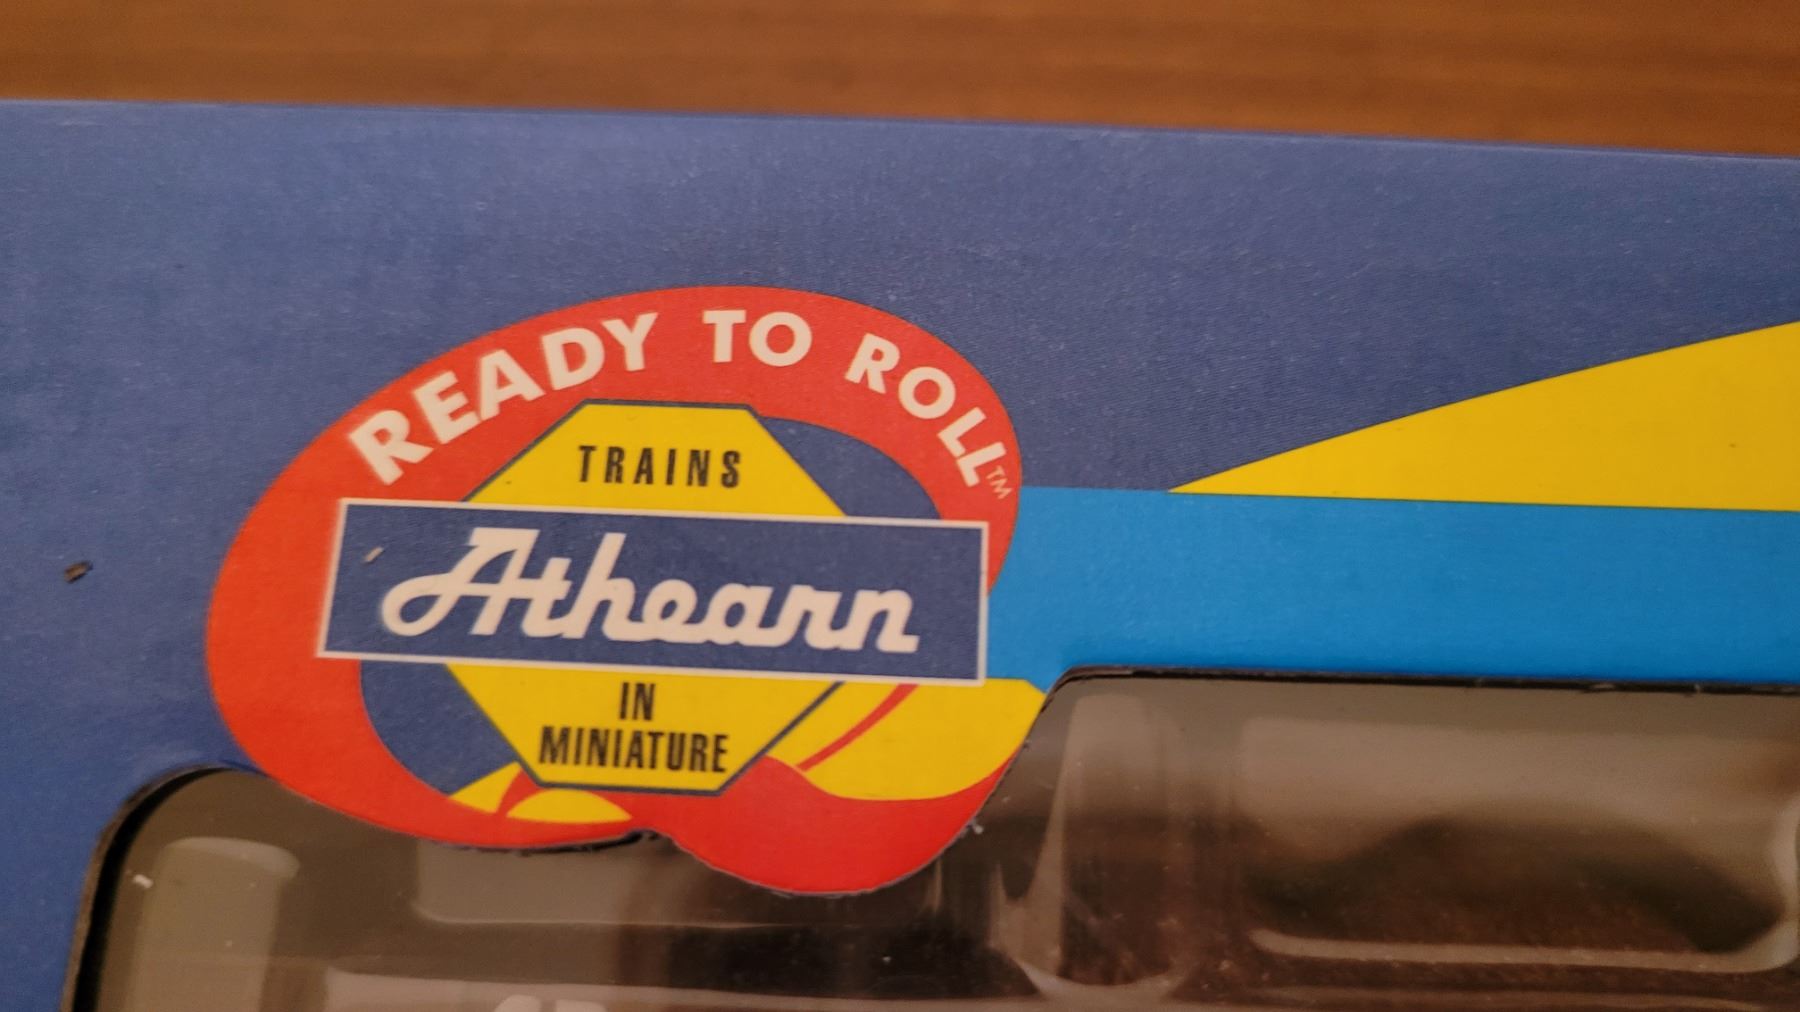 READY TO ROLL™
TRAINS
Athearn
IN
MINIATURE